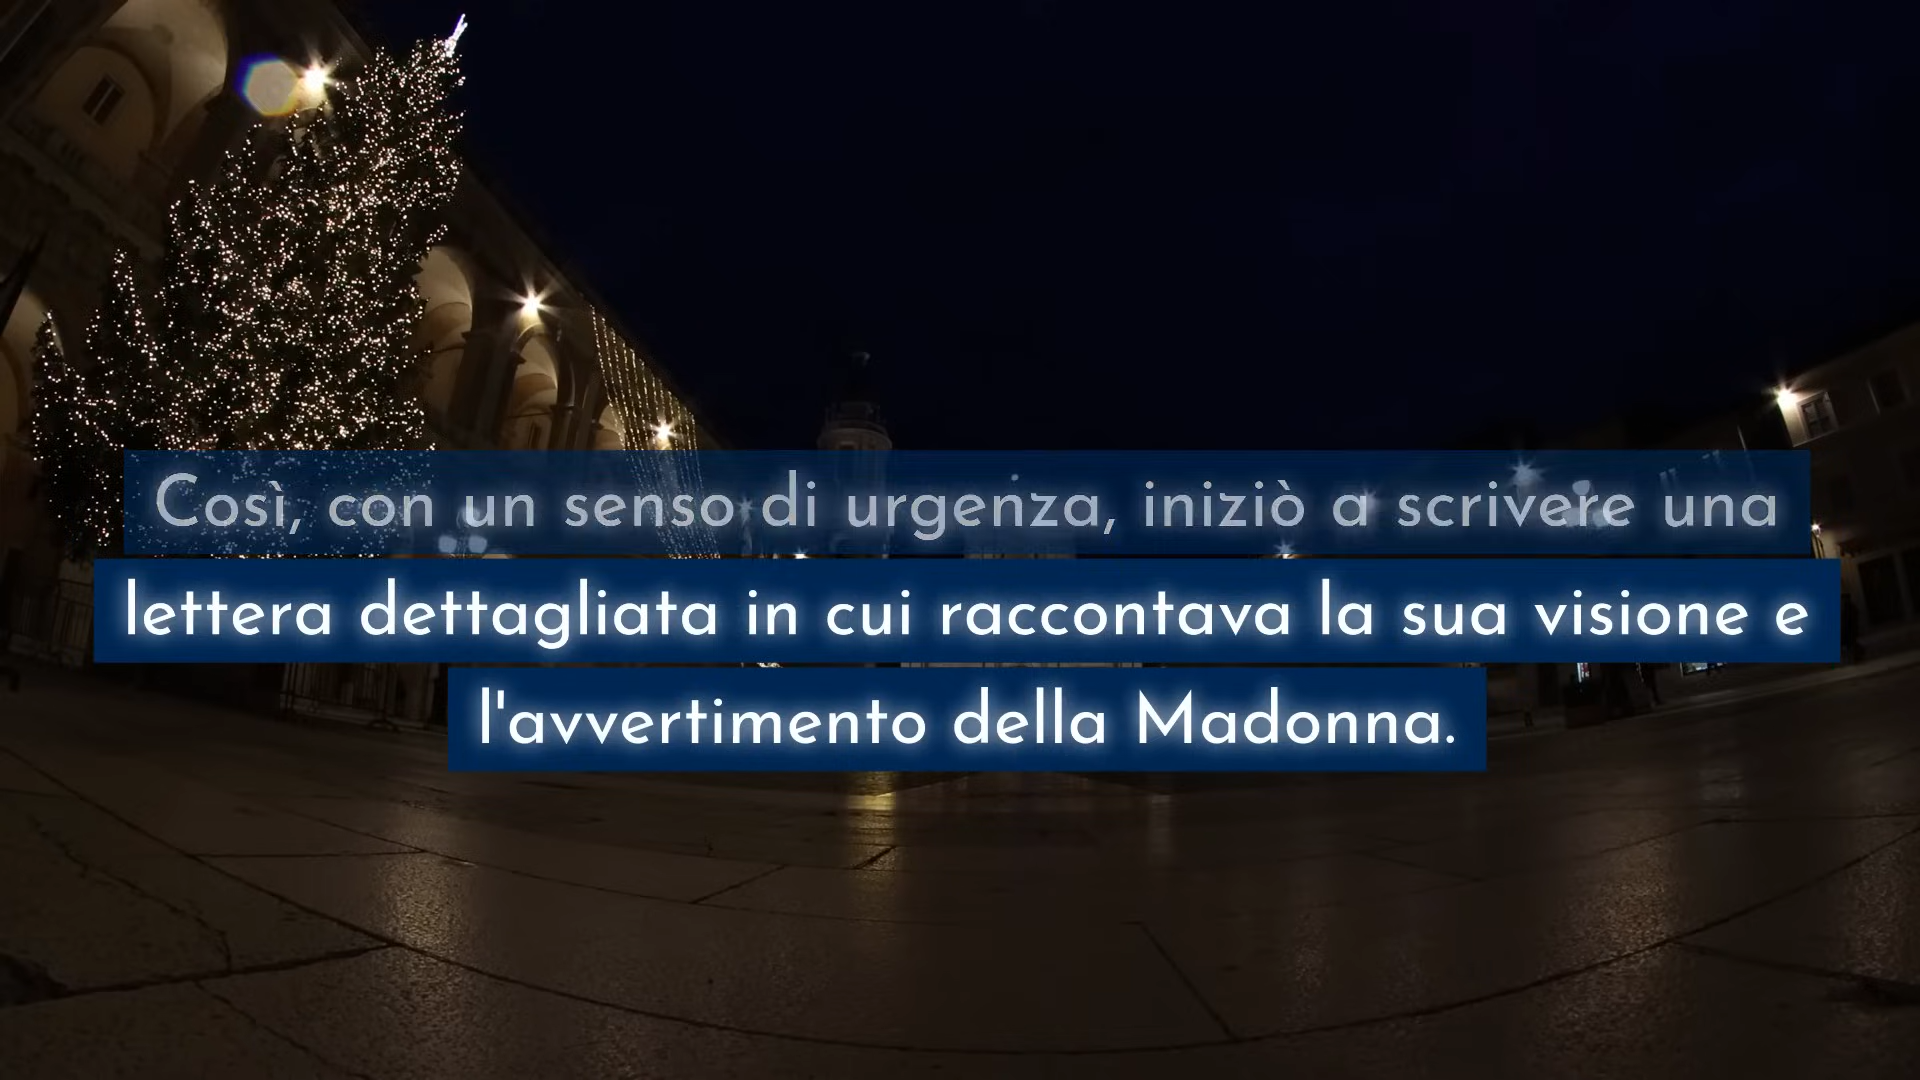 Così, con un senso di urgenza, iniziò a scrivere una
lettera dettagliata in cui raccontava la sua visione e
l'avvertimento della Madonna.